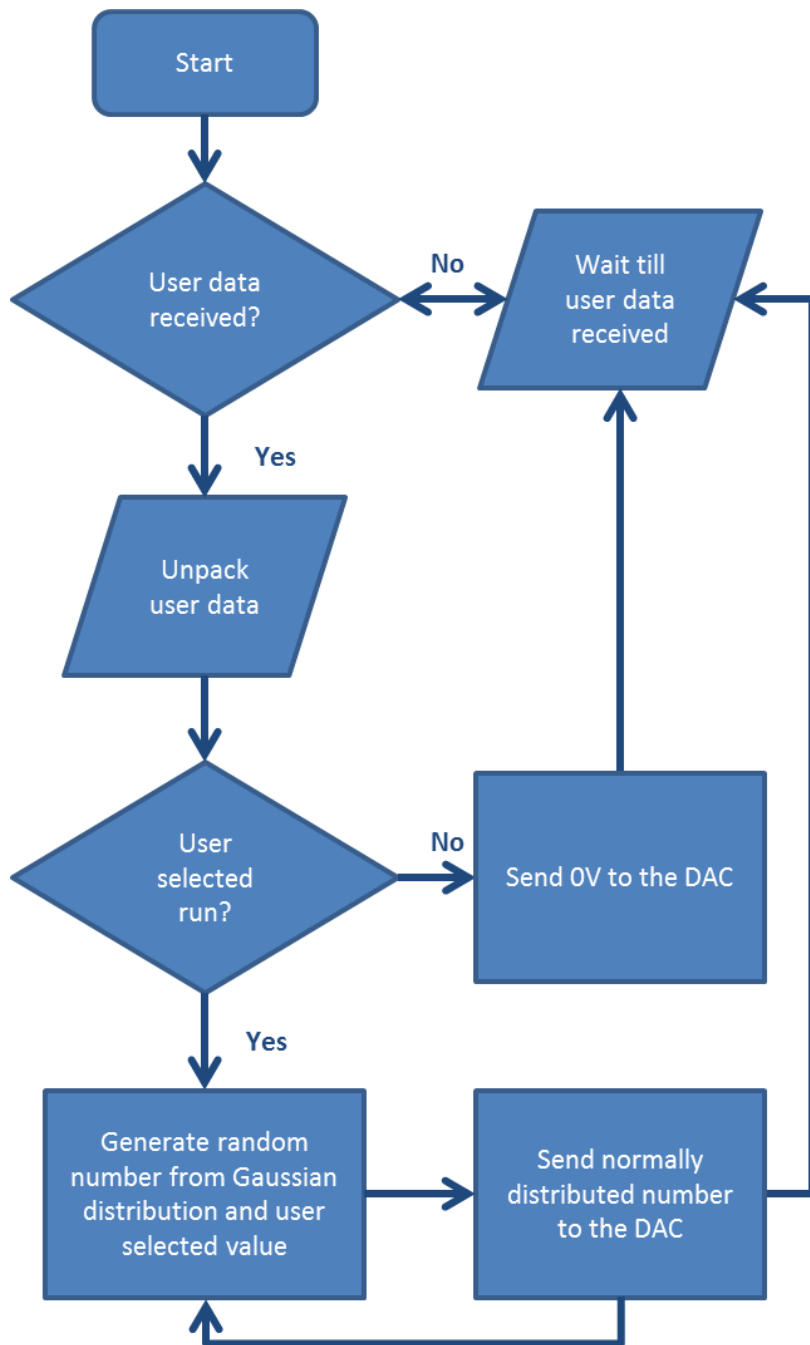 Start
User data
received?
No
Wait till
user data
received
Yes
Unpack
user data
User
selected
run?
No
Send 0V to the DAC
Yes
Generate random
number from Gaussian
distribution and user
selected value
Send normally
distributed number
to the DAC